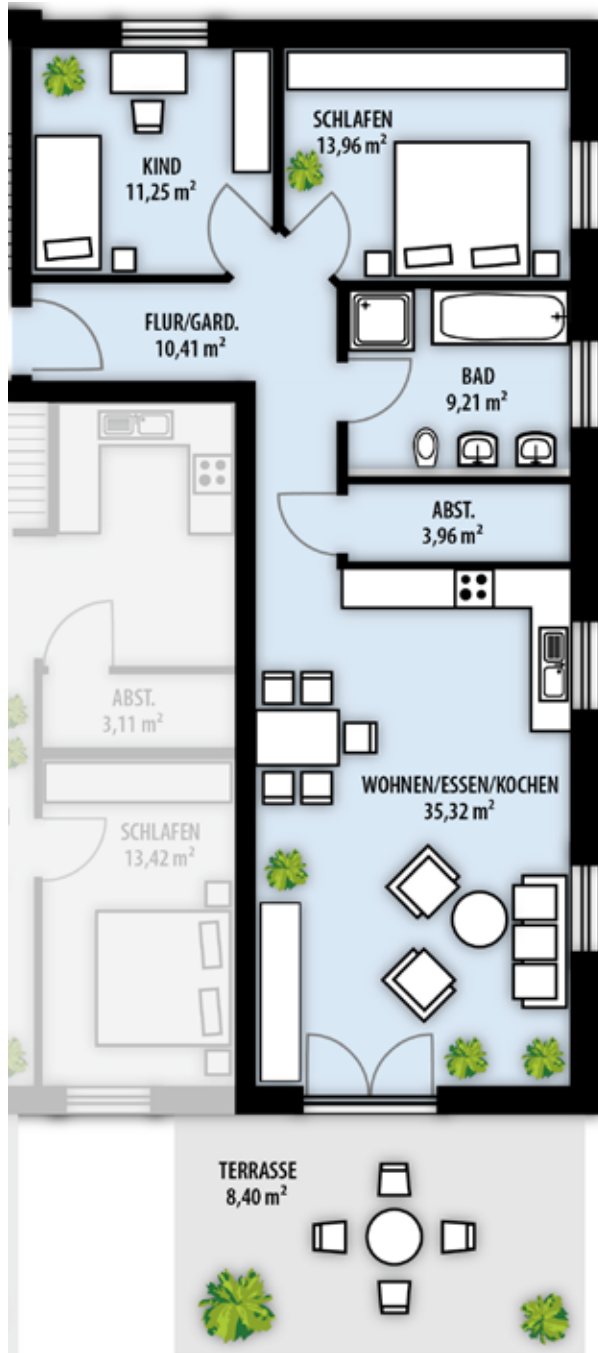 SCHLAFEN
13,96 m²
KIND
11,25 m²
FLUR/GARD.
10,41 m²
BAD
9,21 m²
ABST.
3,96 m²
ABST.
3,11 m²
WOHNEN/ESSEN/KOCHEN
35,32 m²
SCHLAFEN
13,42 m²
TERRASSE
8,40 m²